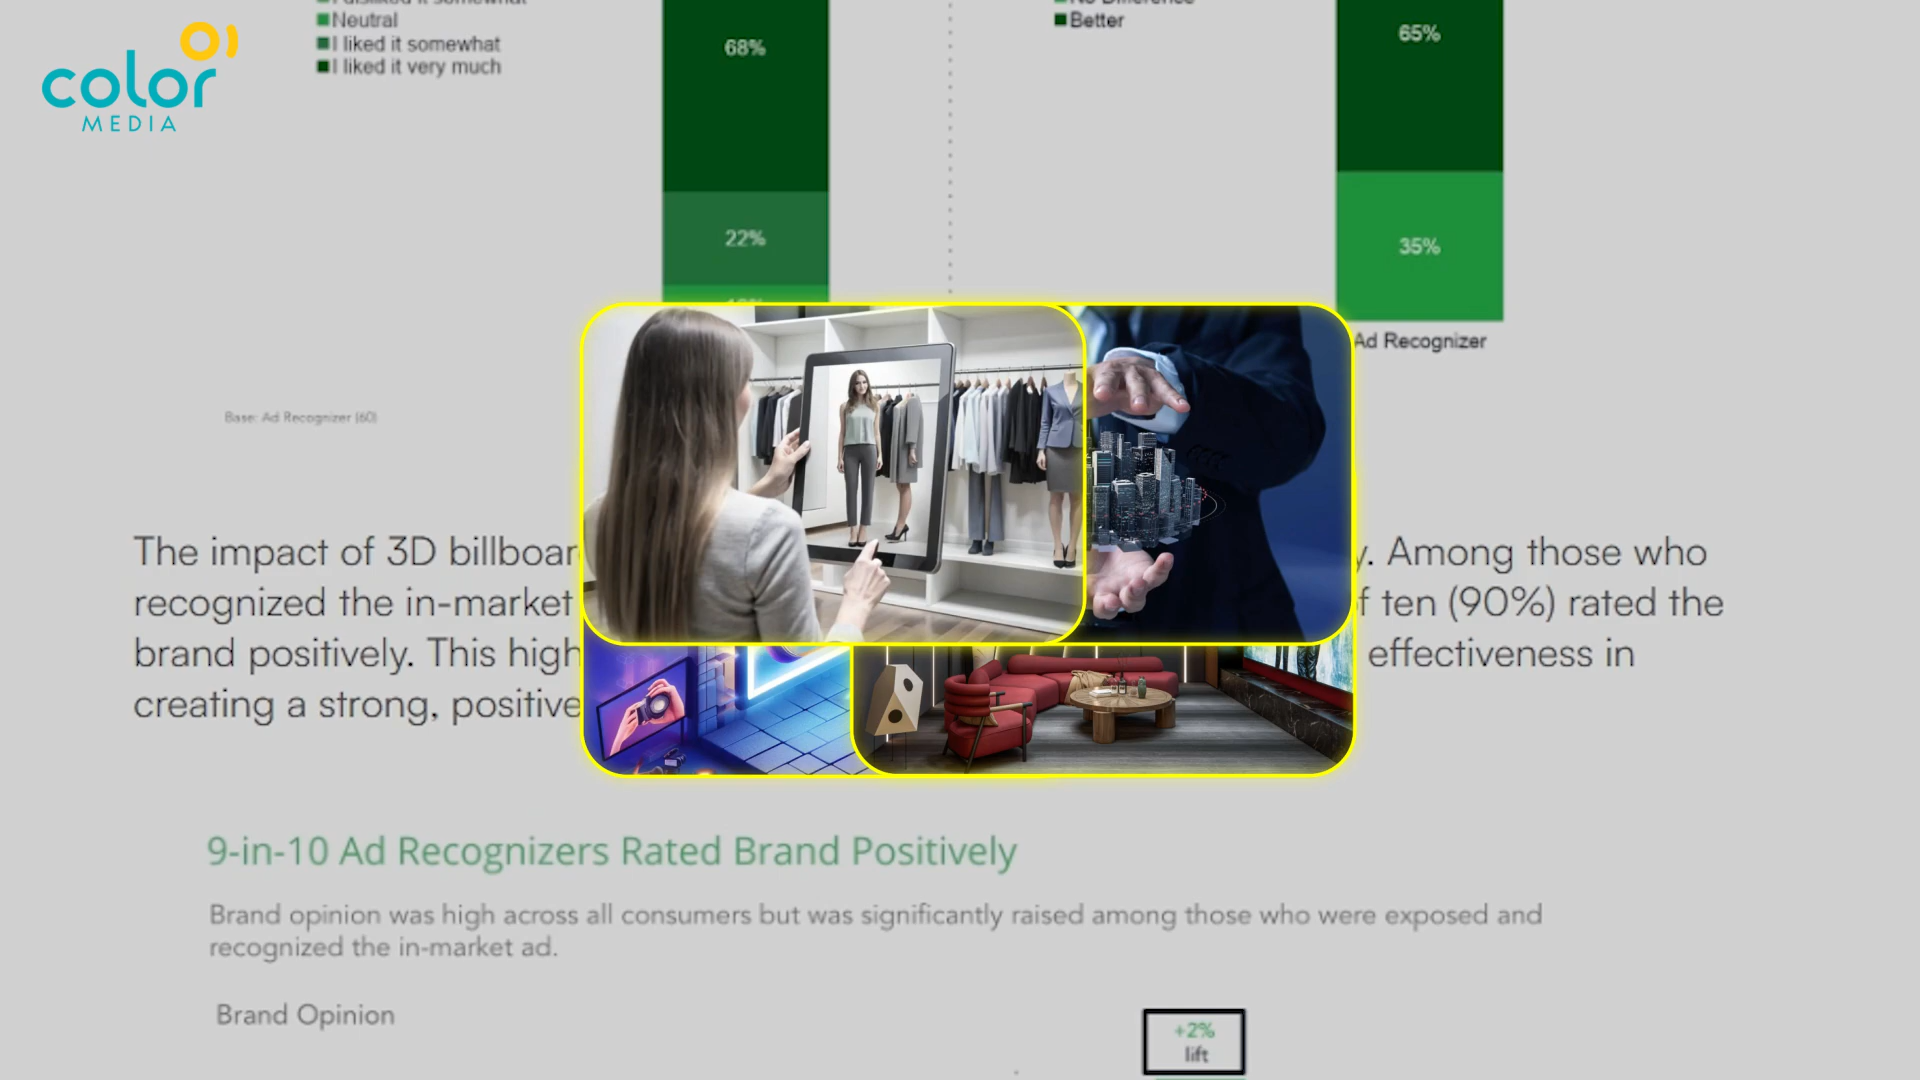 color
MEDIA
Neutral
I liked it somewhat
I liked it very much
68%
22%
Better
65%
35%
Ad Recognizer
Base: Ad Recognizer (60)
The impact of 3D y. Among those who
recognized the in-market ten (90%) rated the
brand positively. This high effectiveness in
creating a strong, positive
9-in-10 Ad Recognizers Rated Brand Positively
Brand opinion was high across all consumers but was significantly raised among those who were exposed and
recognized the in-market ad.
Brand Opinion
+2%
lift